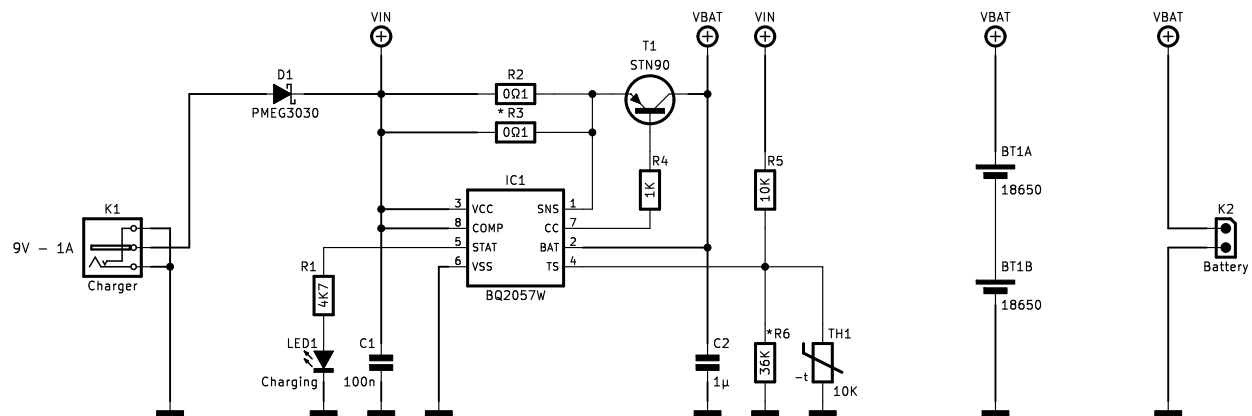 VIN
VBAT
VIN
VBAT
VBAT
T1
STN90
D1
PMEG3030
R2
0Ω1
*R3
0Ω1
R4
1K
R5
10K
BT1A
18650
IC1
3 VCC SNS 1
8 COMP CC 7
5 STAT BAT 2
6 VSS TS 4
BQ2057W
K1
9V - 1A
Charger
K2
Battery
R1
4K7
BT1B
18650
LED1
Charging
C1
100n
C2
1µ
*R6
36K
TH1
-t
10K